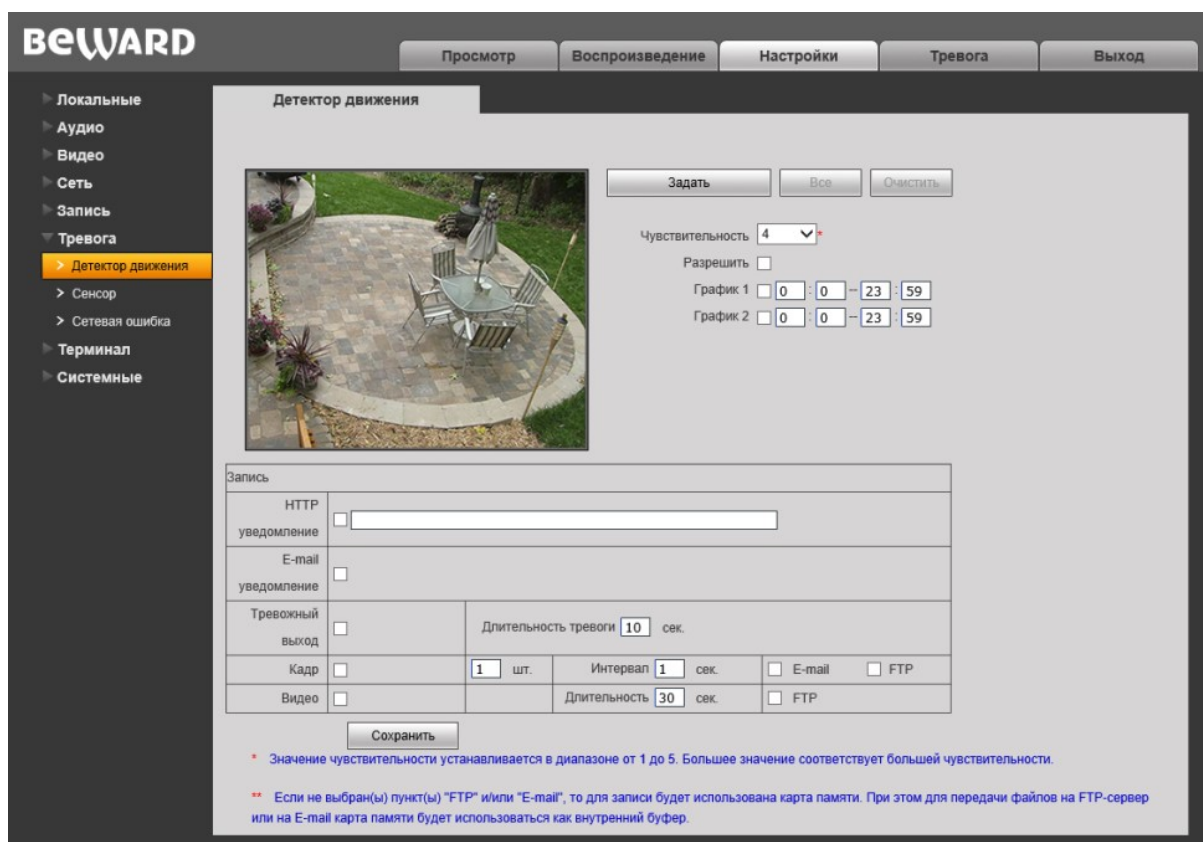 BEWARD
Просмотр Воспроизведение Настройки Тревога Выход
Локальные
Аудио
Видео
Сеть
Запись
Тревога
Детектор движения
Сенсор
Сетевая ошибка
Терминал
Системные
Детектор движения
Задать Все Очистить
Чувствительность 4 *
Разрешить
График 1 0 : 0 -- 23 : 59
График 2 0 : 0 -- 23 : 59
Запись
HTTP
уведомление
E-mail
уведомление
Тревожный
выход
Длительность тревоги 10 сек.
Кадр 1 шт. Интервал 1 сек. E-mail FTP
Видео Длительность 30 сек. FTP
Сохранить
* Значение чувствительности устанавливается в диапазоне от 1 до 5. Большее значение соответствует большей чувствительности.
** Если не выбран(ы) пункт(ы) "FTP" и/или "E-mail", то для записи будет использована карта памяти. При этом для передачи файлов на FTP-сервер
или на E-mail карта памяти будет использоваться как внутренний буфер.